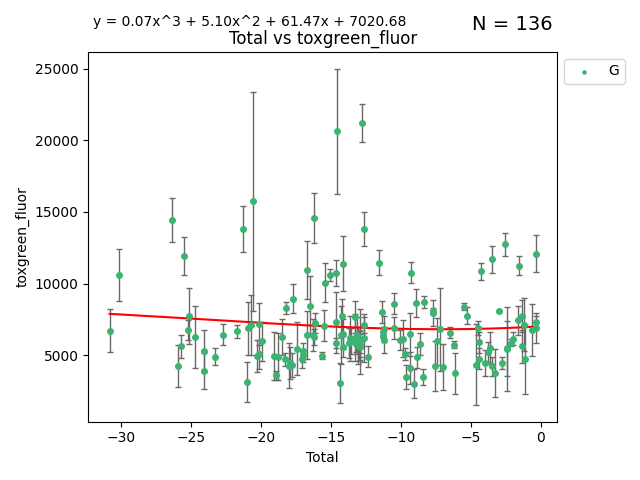 y = 0.07x^3 + 5.10x^2 + 61.47x + 7020.68
N = 136
Total vs toxgreen_fluor
G
25000
20000
15000
10000
5000
toxgreen_fluor
−30
−25
−20
−15
−10
−5
0
Total